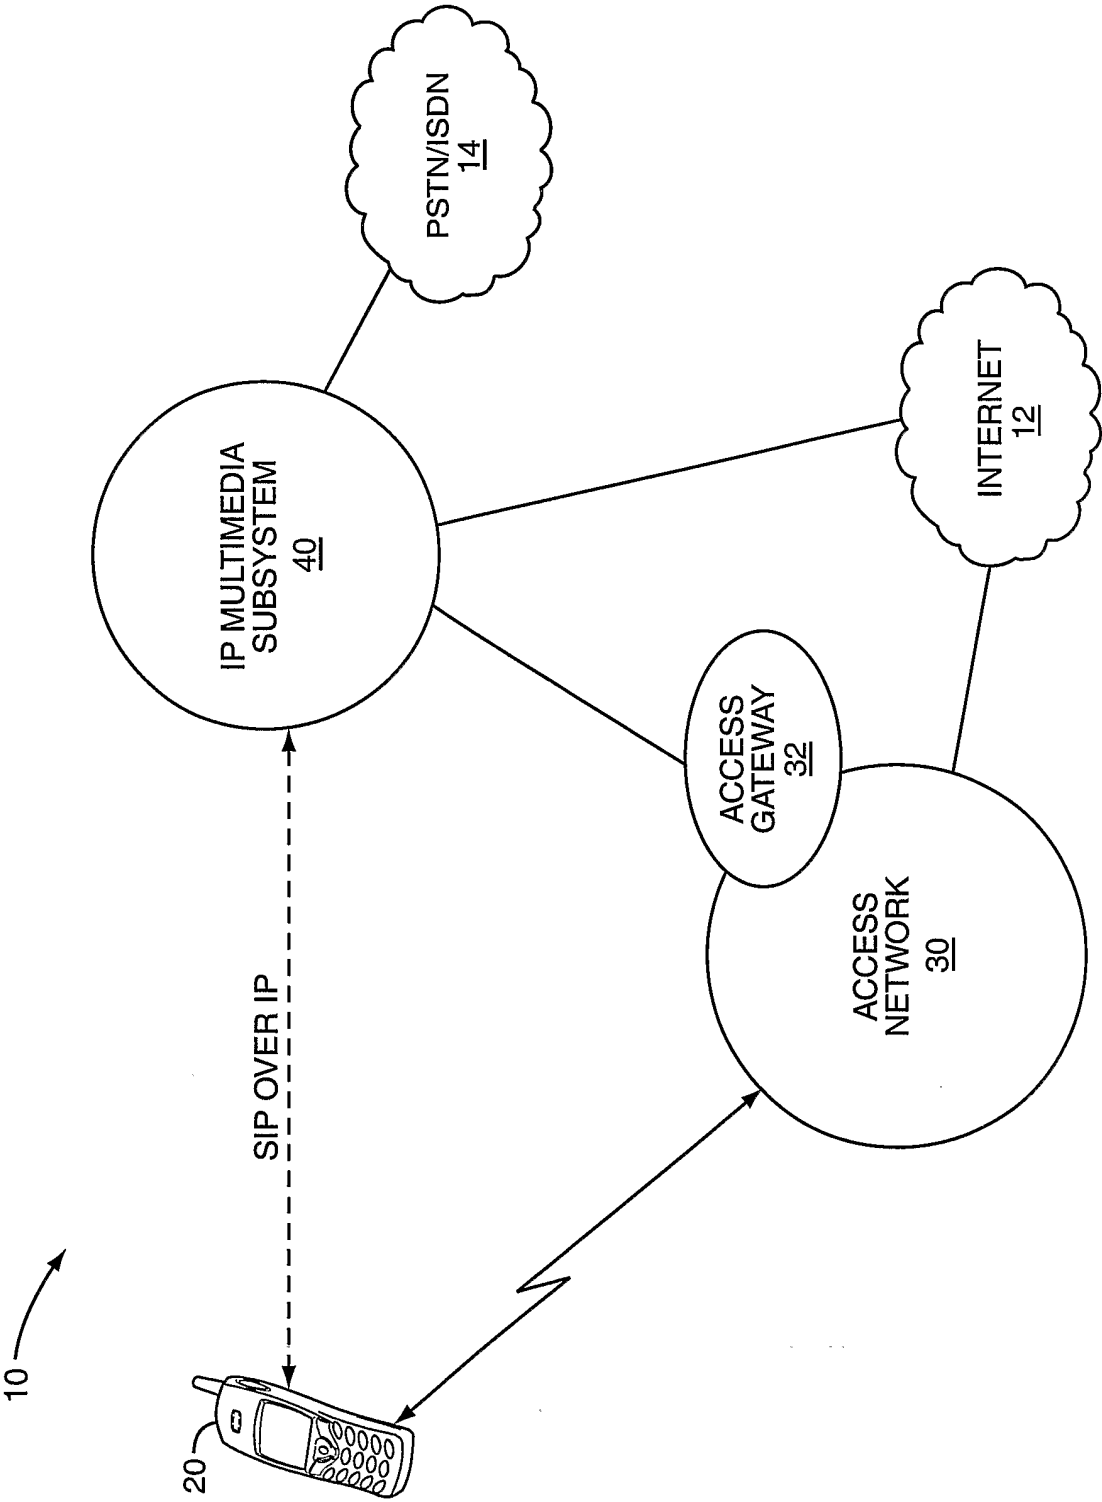 10
20
SIP OVER IP
IP MULTIMEDIA
SUBSYSTEM
40
PSTN/ISDN
14
ACCESS
GATEWAY
32
ACCESS
NETWORK
30
INTERNET
12